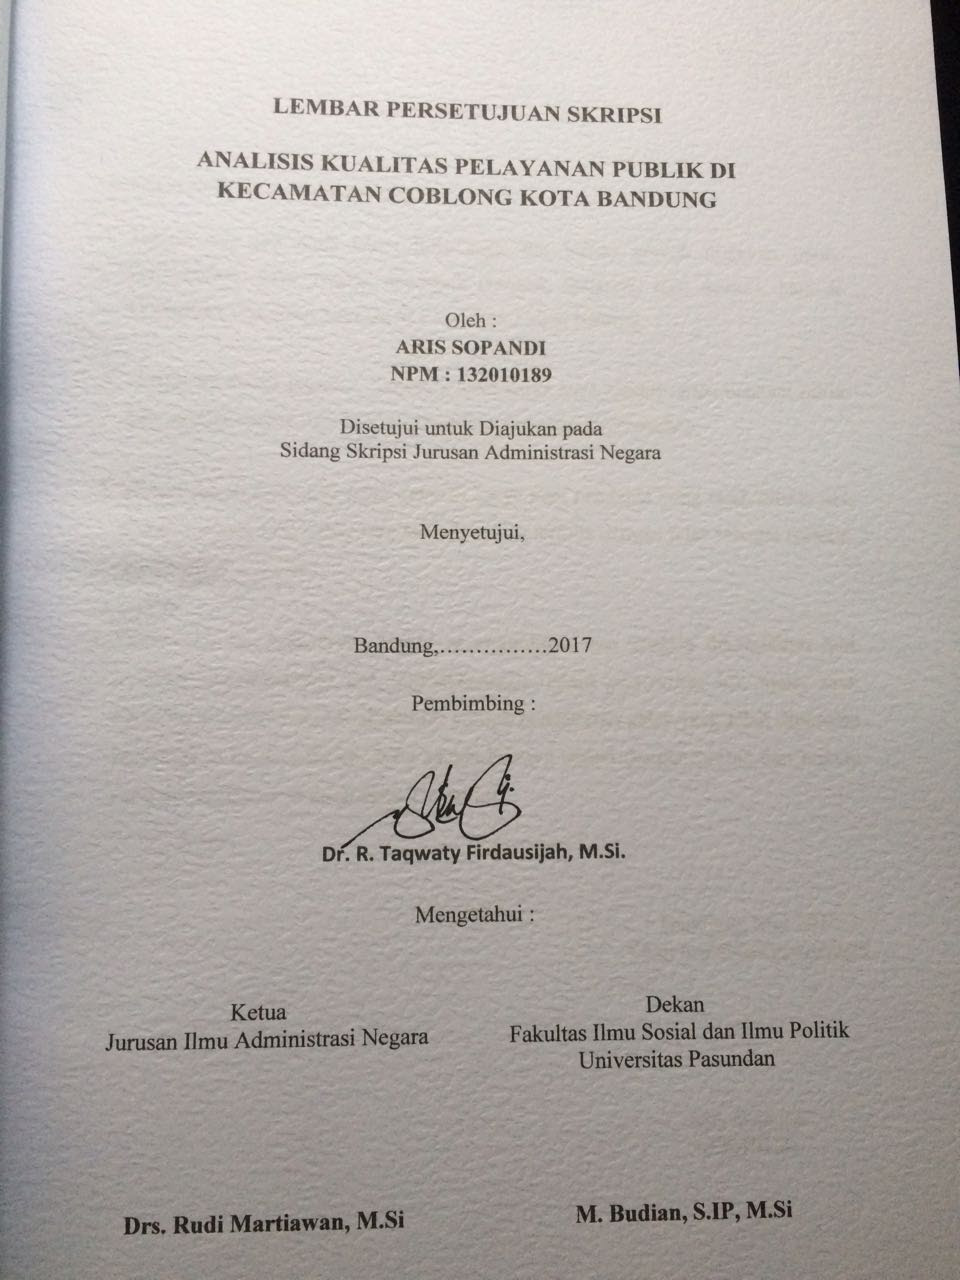 LEMBAR PERSETUJUAN SKRIPSI
ANALISIS KUALITAS PELAYANAN PUBLIK DI
KECAMATAN COBLONG KOTA BANDUNG
Oleh :
ARIS SOPANDI
NPM : 132010189
Disetujui untuk Diajukan pada
Sidang Skripsi Jurusan Administrasi Negara
Menyetujui,
Bandung,……………2017
Pembimbing :
Dr. R. Taqwaty Firdausijah, M.Si.
Mengetahui :
Ketua
Jurusan Ilmu Administrasi Negara
Dekan
Fakultas Ilmu Sosial dan Ilmu Politik
Universitas Pasundan
Drs. Rudi Martiawan, M.Si
M. Budian, S.IP, M.Si